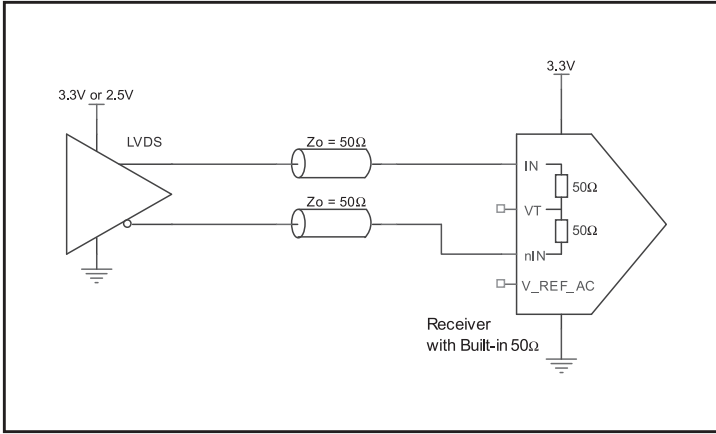 3.3V
3.3V or 2.5V
LVDS
Zo = 50Ω
IN
50Ω
Zo = 50Ω
VT
50Ω
nIN
V_REF_AC
Receiver
with Built-in 50Ω